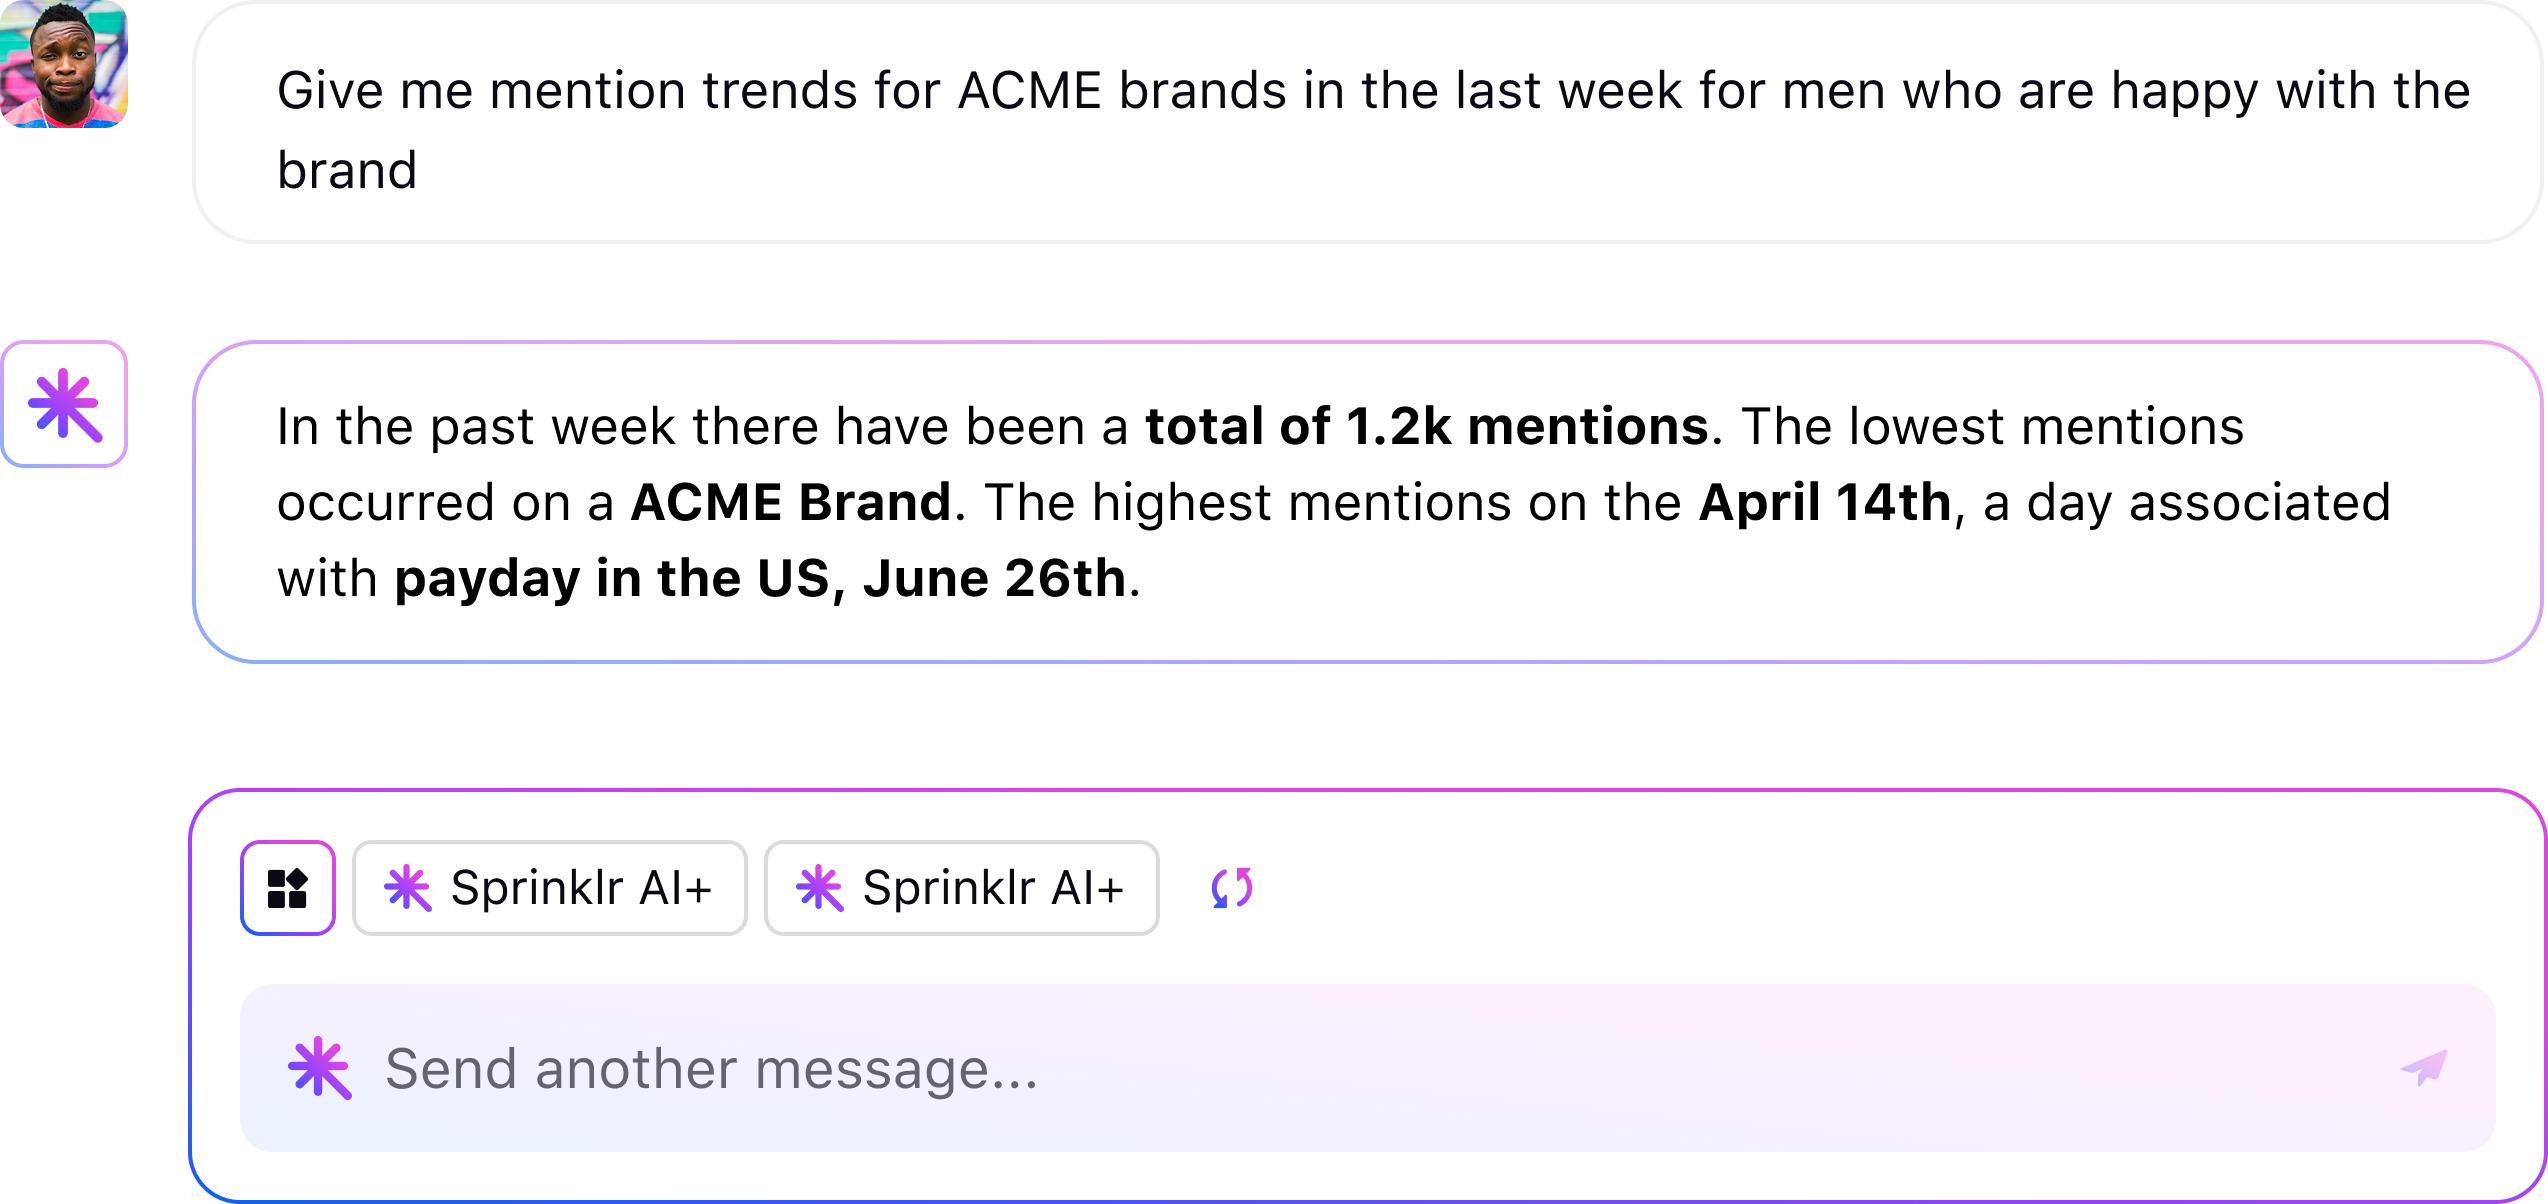 Give me mention trends for ACME brands in the last week for men who are happy with the
brand
In the past week there have been a total of 1.2k mentions. The lowest mentions
occurred on a ACME Brand. The highest mentions on the April 14th, a day associated
with payday in the US, June 26th.
Sprinklr AI+ Sprinklr AI+
Send another message...